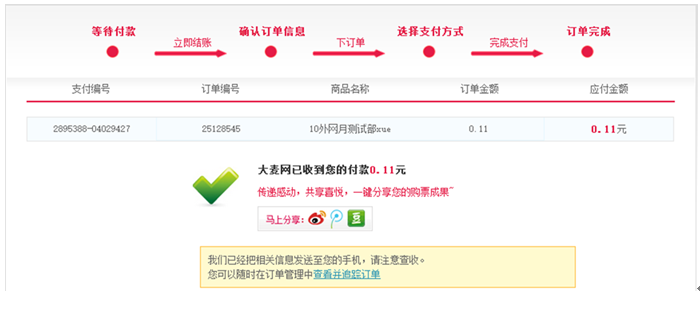 等待付款 确认订单信息 选择支付方式 订单完成
立即结账 下订单 完成支付
支付编号 订单编号 商品名称 订单金额 应付金额
2895388-04029427 25128545 10外网月测试部xue 0.11 0.11元
大麦网已收到您的付款0.11元
传递感动，共享喜悦，一键分享您的购票成果~
马上分享： 豆
我们已经把相关信息发送至您的手机，请注意查收。
您可以随时在订单管理中查看并追踪订单